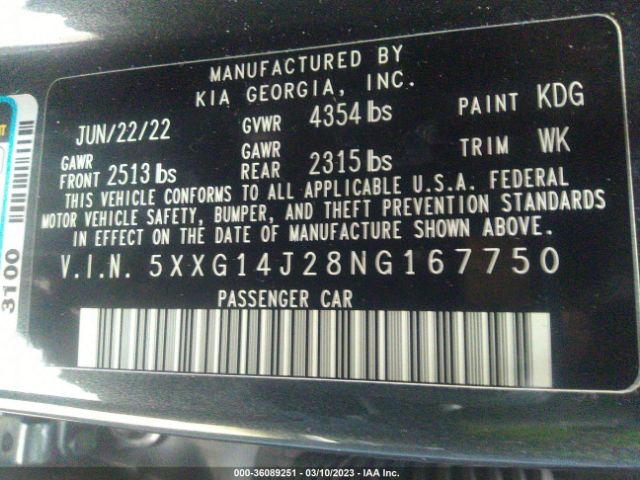 MANUFACTURED BY
KIA GEORGIA, INC.
JUN/22/22 GVWR 4354 lbs PAINT KDG
GAWR FRONT 2513 lbs GAWR REAR 2315 lbs TRIM WK
THIS VEHICLE CONFORMS TO ALL APPLICABLE U.S.A. FEDERAL
MOTOR VEHICLE SAFETY, BUMPER, AND THEFT PREVENTION STANDARDS
IN EFFECT ON THE DATE OF MANUFACTURE SHOWN ABOVE.
V.I.N. 5XXG14J28NG167750
PASSENGER CAR
3100
000-36089251 - 03/10/2023 - IAA Inc.